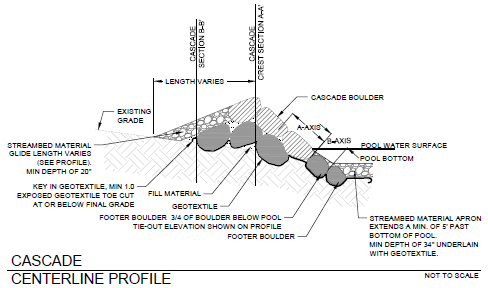 CASCADE
SECTION B-B'
CASCADE
CREST SECTION A-A'
LENGTH VARIES
CASCADE BOULDER
EXISTING
GRADE
A-AXIS
B-AXIS
POOL WATER SURFACE
POOL BOTTOM
STREAMBED MATERIAL
GLIDE LENGTH VARIES
(SEE PROFILE).
MIN DEPTH OF 20"
KEY IN GEOTEXTILE, MIN 1.0
EXPOSED GEOTEXTILE TOE CUT
AT OR BELOW FINAL GRADE
FILL MATERIAL
GEOTEXTILE
FOOTER BOULDER 3/4 OF BOULDER BELOW POOL
TIE-OUT ELEVATION SHOWN ON PROFILE
FOOTER BOULDER
STREAMBED MATERIAL APRON
EXTENDS A MIN. OF 5' PAST
BOTTOM OF POOL.
MIN DEPTH OF 34" UNDERLAIN
WITH GEOTEXTILE.
CASCADE
CENTERLINE PROFILE
NOT TO SCALE